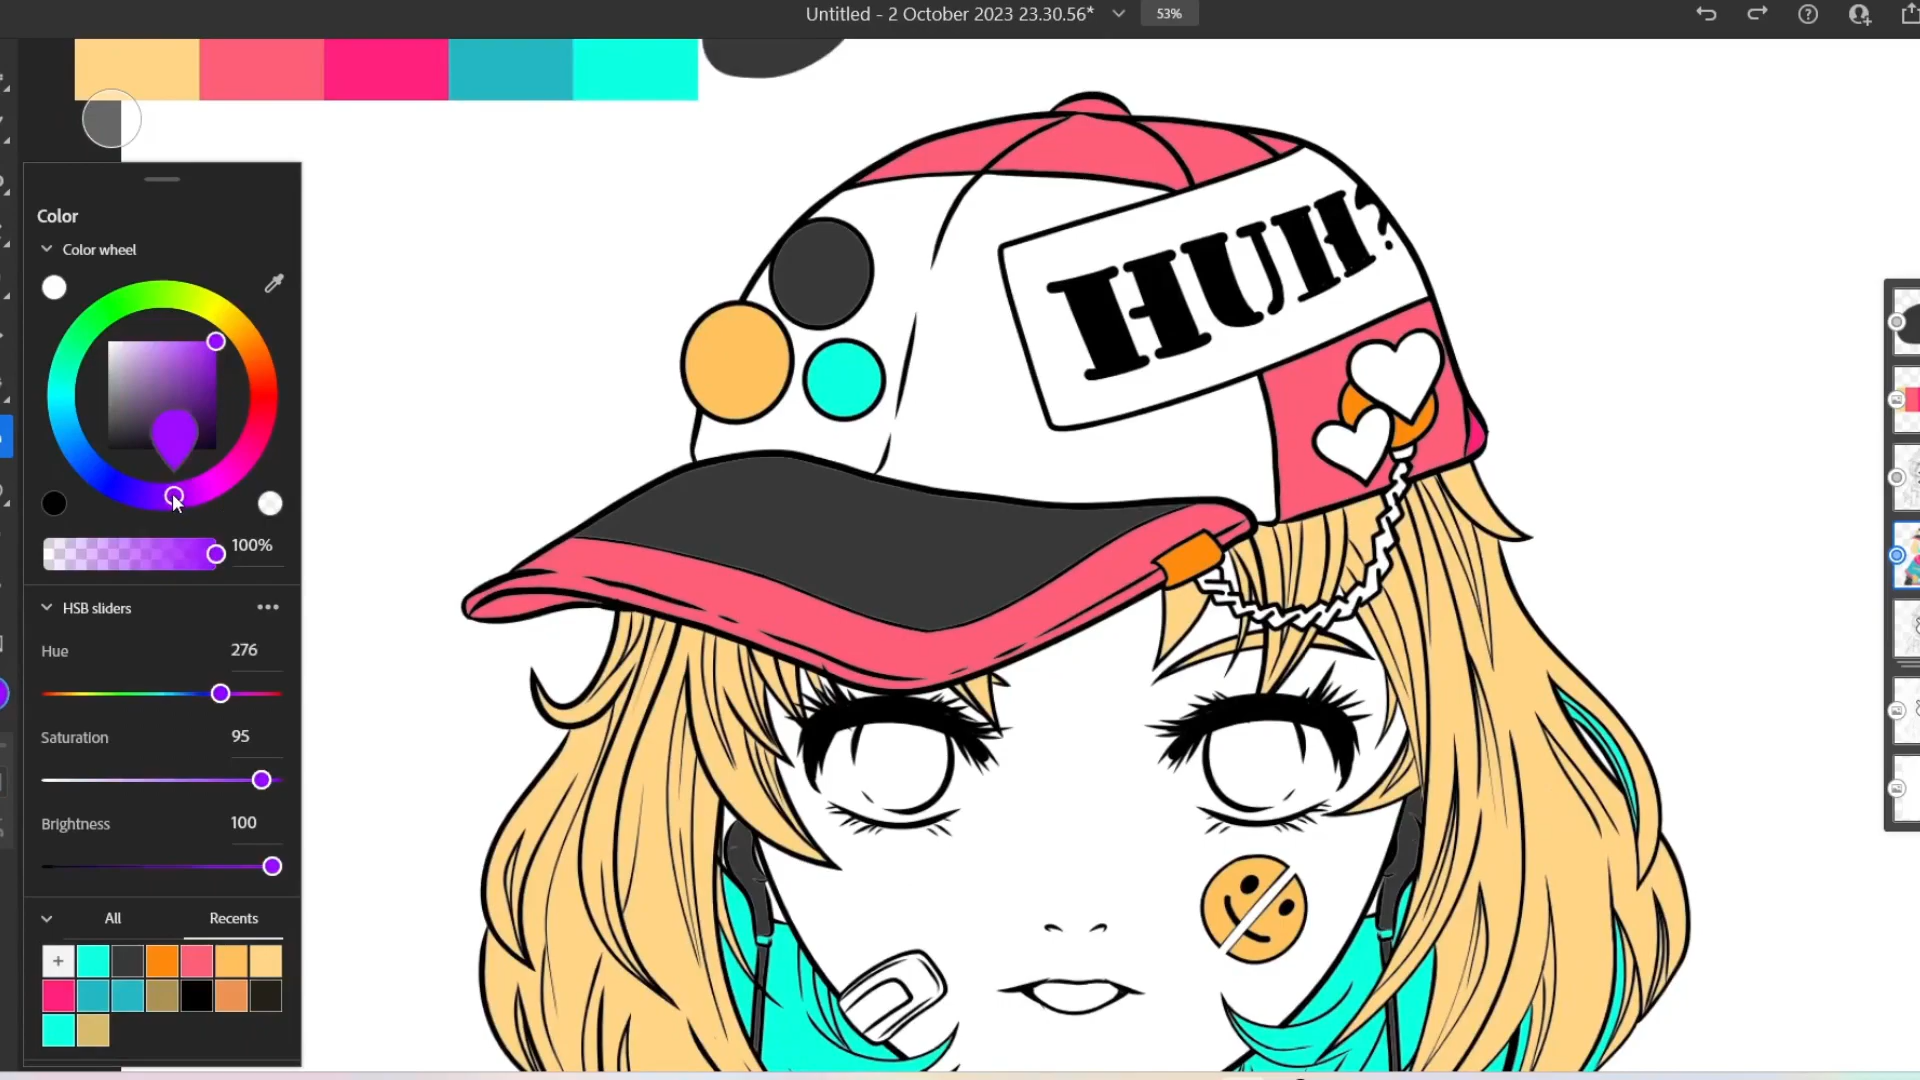 Untitled - 2 October 2023 23.30.56*
53%
Color
Color wheel
100%
HSB sliders
Hue
276
Saturation
95
Brightness
100
All
Recents
HUH?